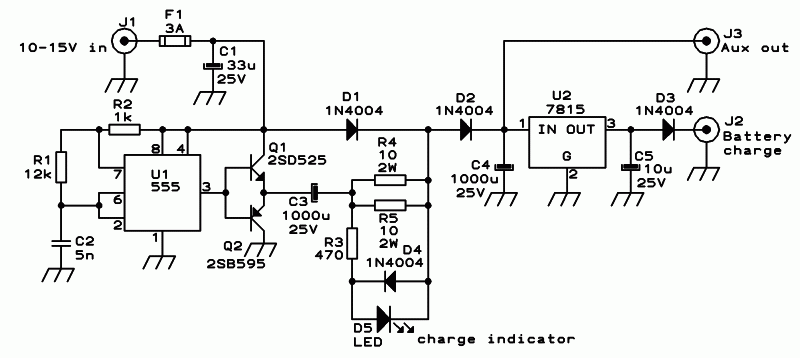 J1
10-15V in
F1
3A
C1
33u
25V
J3
Aux out
R2
1k
D1
1N4004
D2
1N4004
U2
7815
D3
1N4004
J2
Battery
charge
1
IN OUT
3
G
2
R1
12k
8
4
7
U1
555
3
6
2
1
Q1
2SD525
R4
10
2W
C4
1000u
25V
C5
10u
25V
C3
1000u
25V
R5
10
2W
C2
5n
Q2
2SB595
R3
470
D4
1N4004
D5
LED
charge indicator